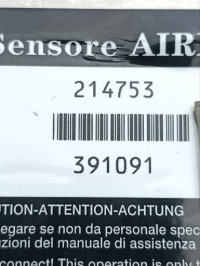 Sensore AIR
214753
391091
UTION-ATTENTION-ACHTUNG
egare se non da personale spec
zioni del manuale di assistenza
connect! This operation is only t